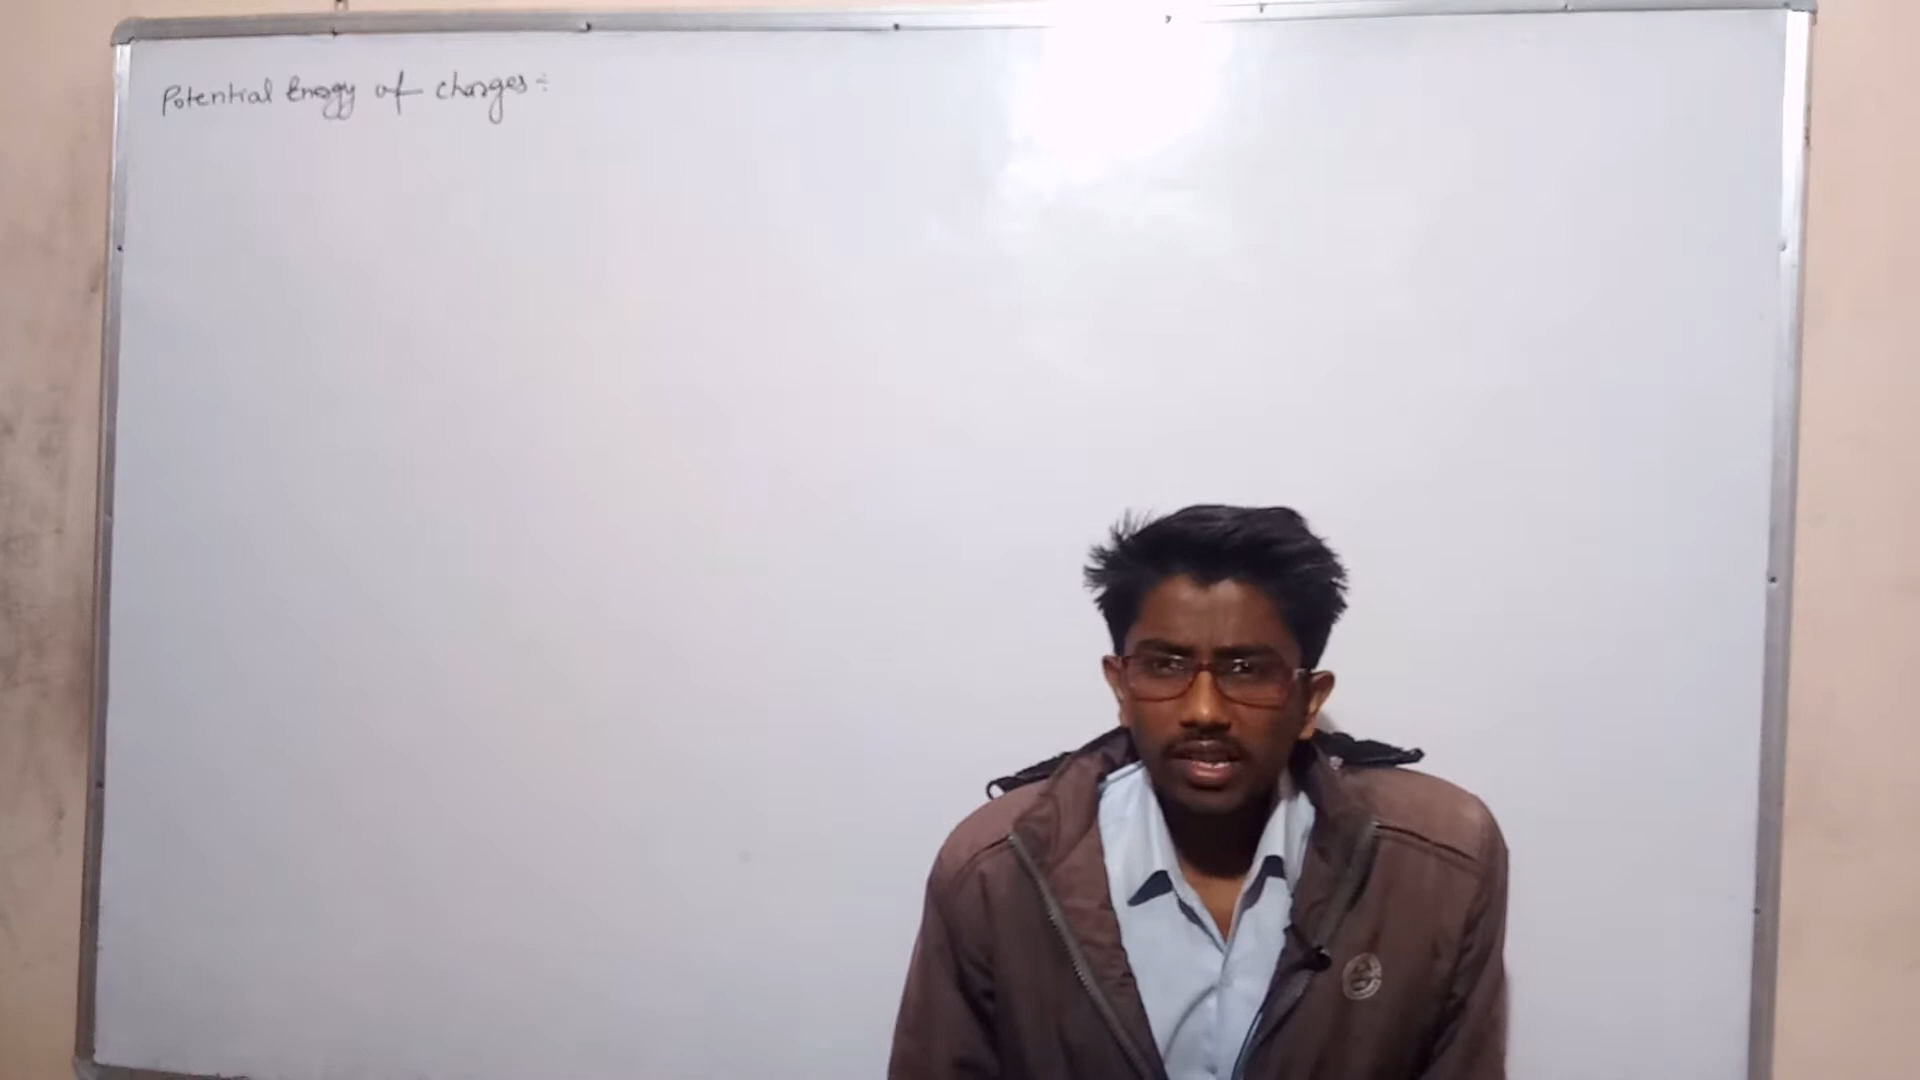 Potential Energy of charges ÷